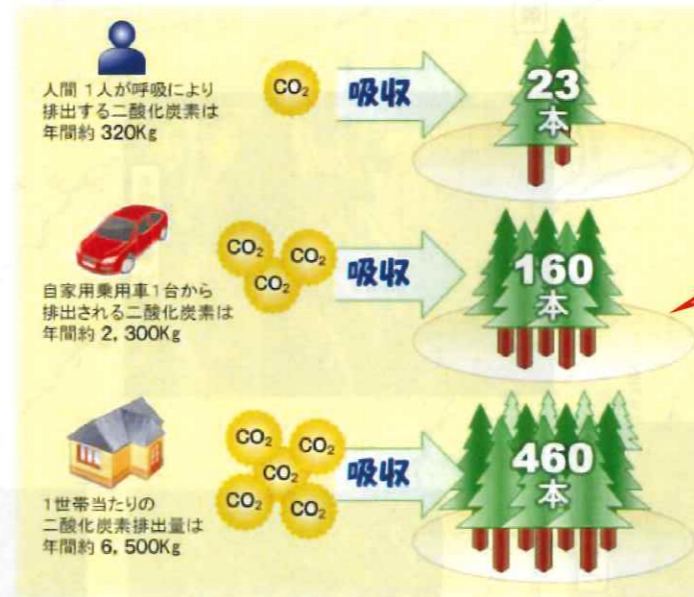 人間 1人が呼吸により
排出する二酸化炭素は
年間約 320Kg
CO₂
吸収
23
本
自家用乗用車1台から
排出される二酸化炭素は
年間約 2, 300Kg
CO₂
CO₂
CO₂
吸収
160
本
1世帯当たりの
二酸化炭素排出量は
年間約 6, 500Kg
CO₂
CO₂
CO₂
CO₂
CO₂
吸収
460
本